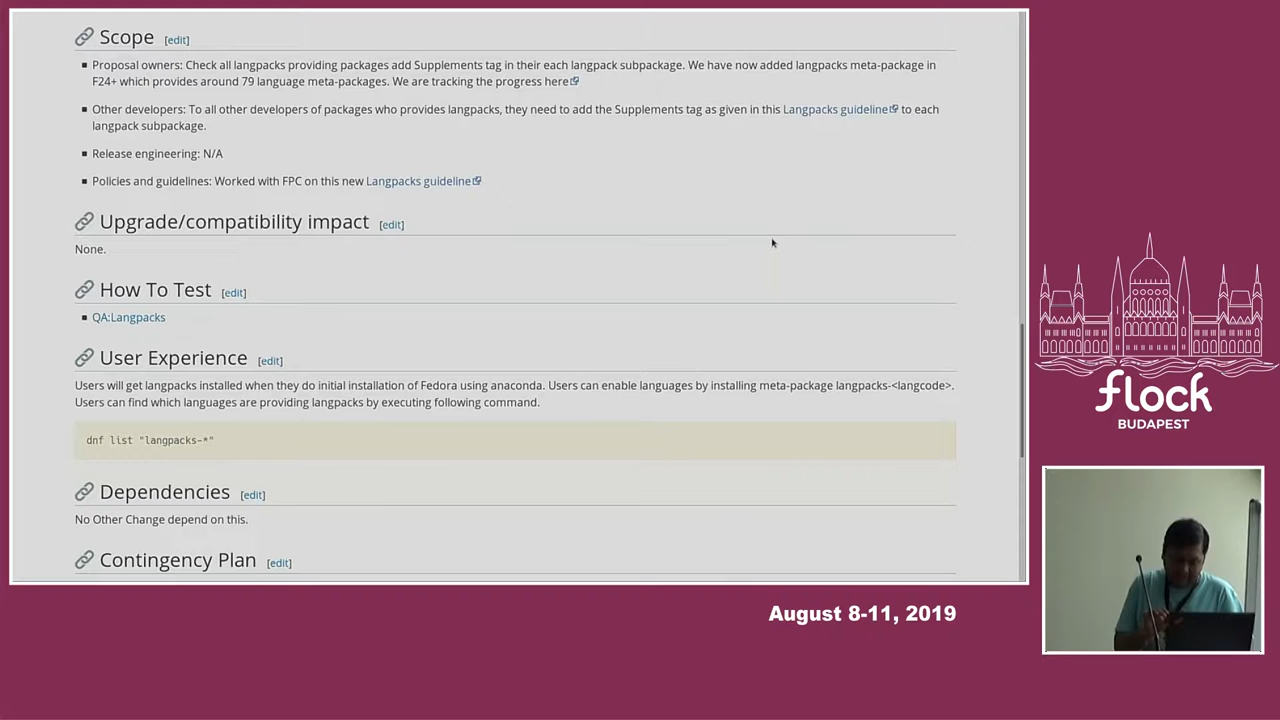 Scope [edit]
Proposal owners: Check all langpacks providing packages add Supplements tag in their each langpack subpackage. We have now added langpacks meta-package in
F24+ which provides around 79 language meta-packages. We are tracking the progress here
Other developers: To all other developers of packages who provides langpacks, they need to add the Supplements tag as given in this Langpacks guideline to each
langpack subpackage.
Release engineering: N/A
Policies and guidelines: Worked with FPC on this new Langpacks guideline
Upgrade/compatibility impact [edit]
None.
How To Test [edit]
QA:Langpacks
User Experience [edit]
Users will get langpacks installed when they do initial installation of Fedora using anaconda. Users can enable languages by installing meta-package langpacks-<langcode>.
Users can find which languages are providing langpacks by executing following command.
dnf list "langpacks-*"
Dependencies [edit]
No Other Change depend on this.
Contingency Plan [edit]
flock
BUDAPEST
August 8-11, 2019